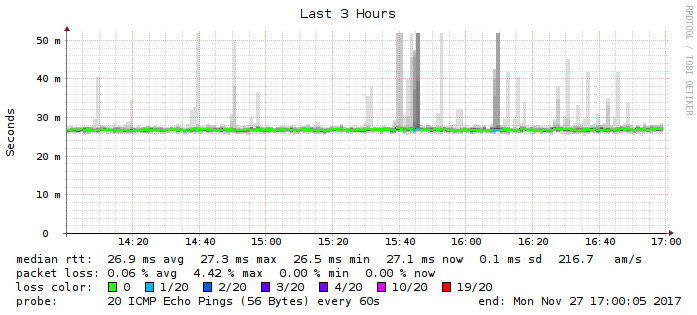 Last 3 Hours
RRDTOOL / TOBI OETIKER
Seconds
50 m
40 m
30 m
20 m
10 m
0
14:20 14:40 15:00 15:20 15:40 16:00 16:20 16:40 17:00
median rtt: 26.9 ms avg 27.3 ms max 26.5 ms min 27.1 ms now 0.1 ms sd 216.7 am/s
packet loss: 0.06 % avg 4.42 % max 0.00 % min 0.00 % now
loss color: 0 1/20 2/20 3/20 4/20 10/20 19/20
probe: 20 ICMP Echo Pings (56 Bytes) every 60s end: Mon Nov 27 17:00:05 2017